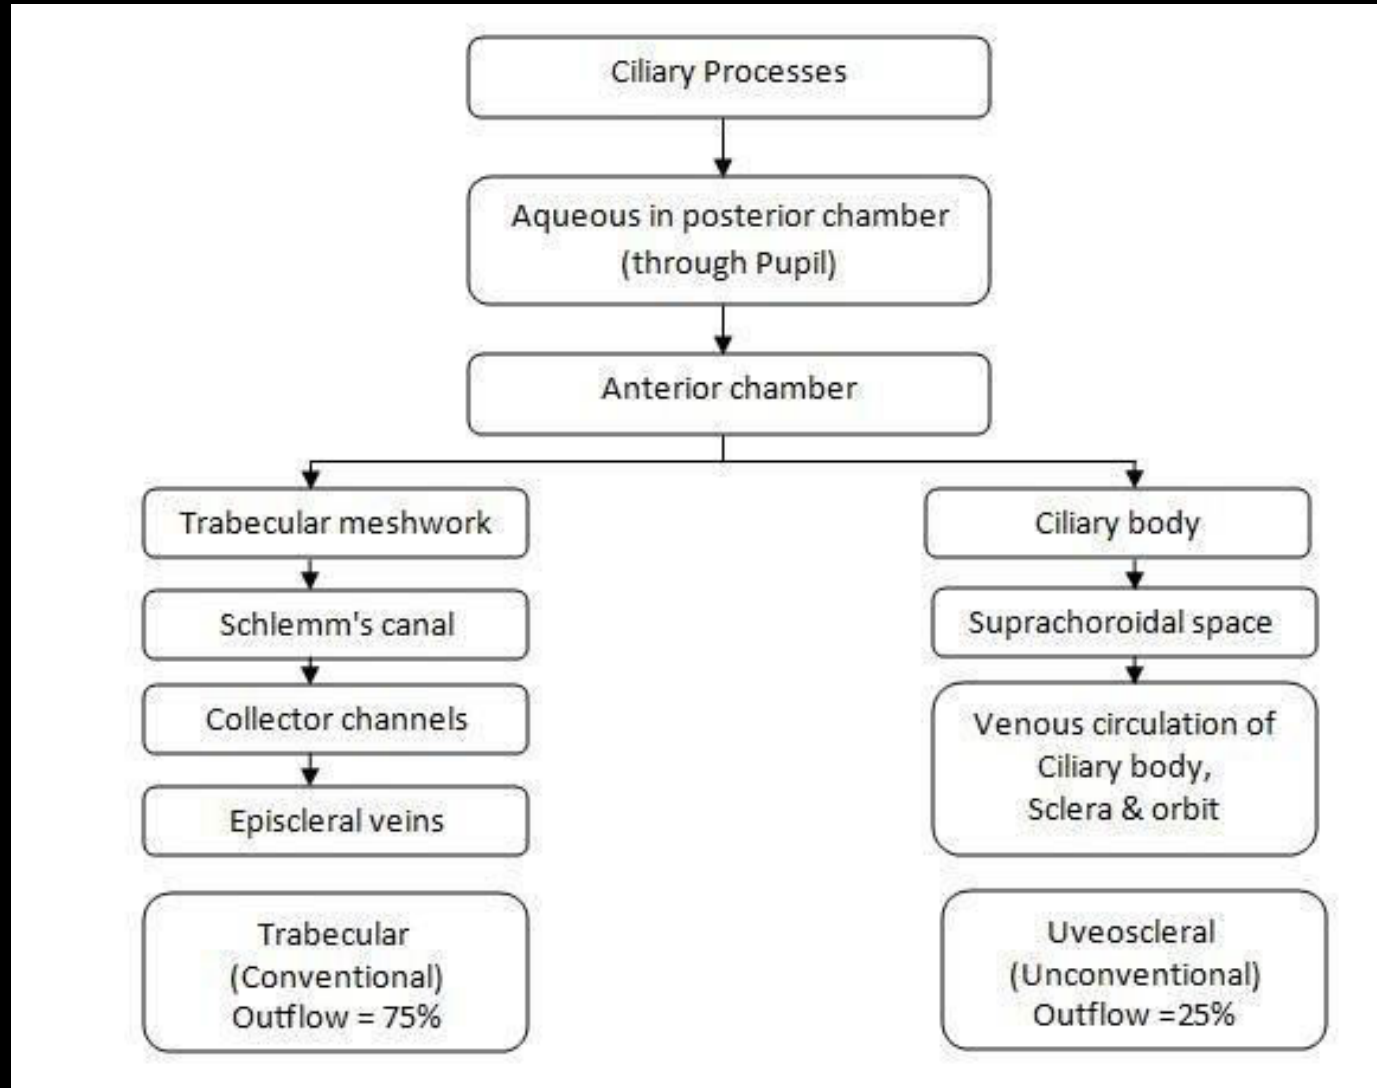 Ciliary Processes
Aqueous in posterior chamber
(through Pupil)
Anterior chamber
Trabecular meshwork
Schlemm's canal
Collector channels
Episcleral veins
Trabecular
(Conventional)
Outflow = 75%
Ciliary body
Suprachoroidal space
Venous circulation of
Ciliary body,
Sclera & orbit
Uveoscleral
(Unconventional)
Outflow =25%